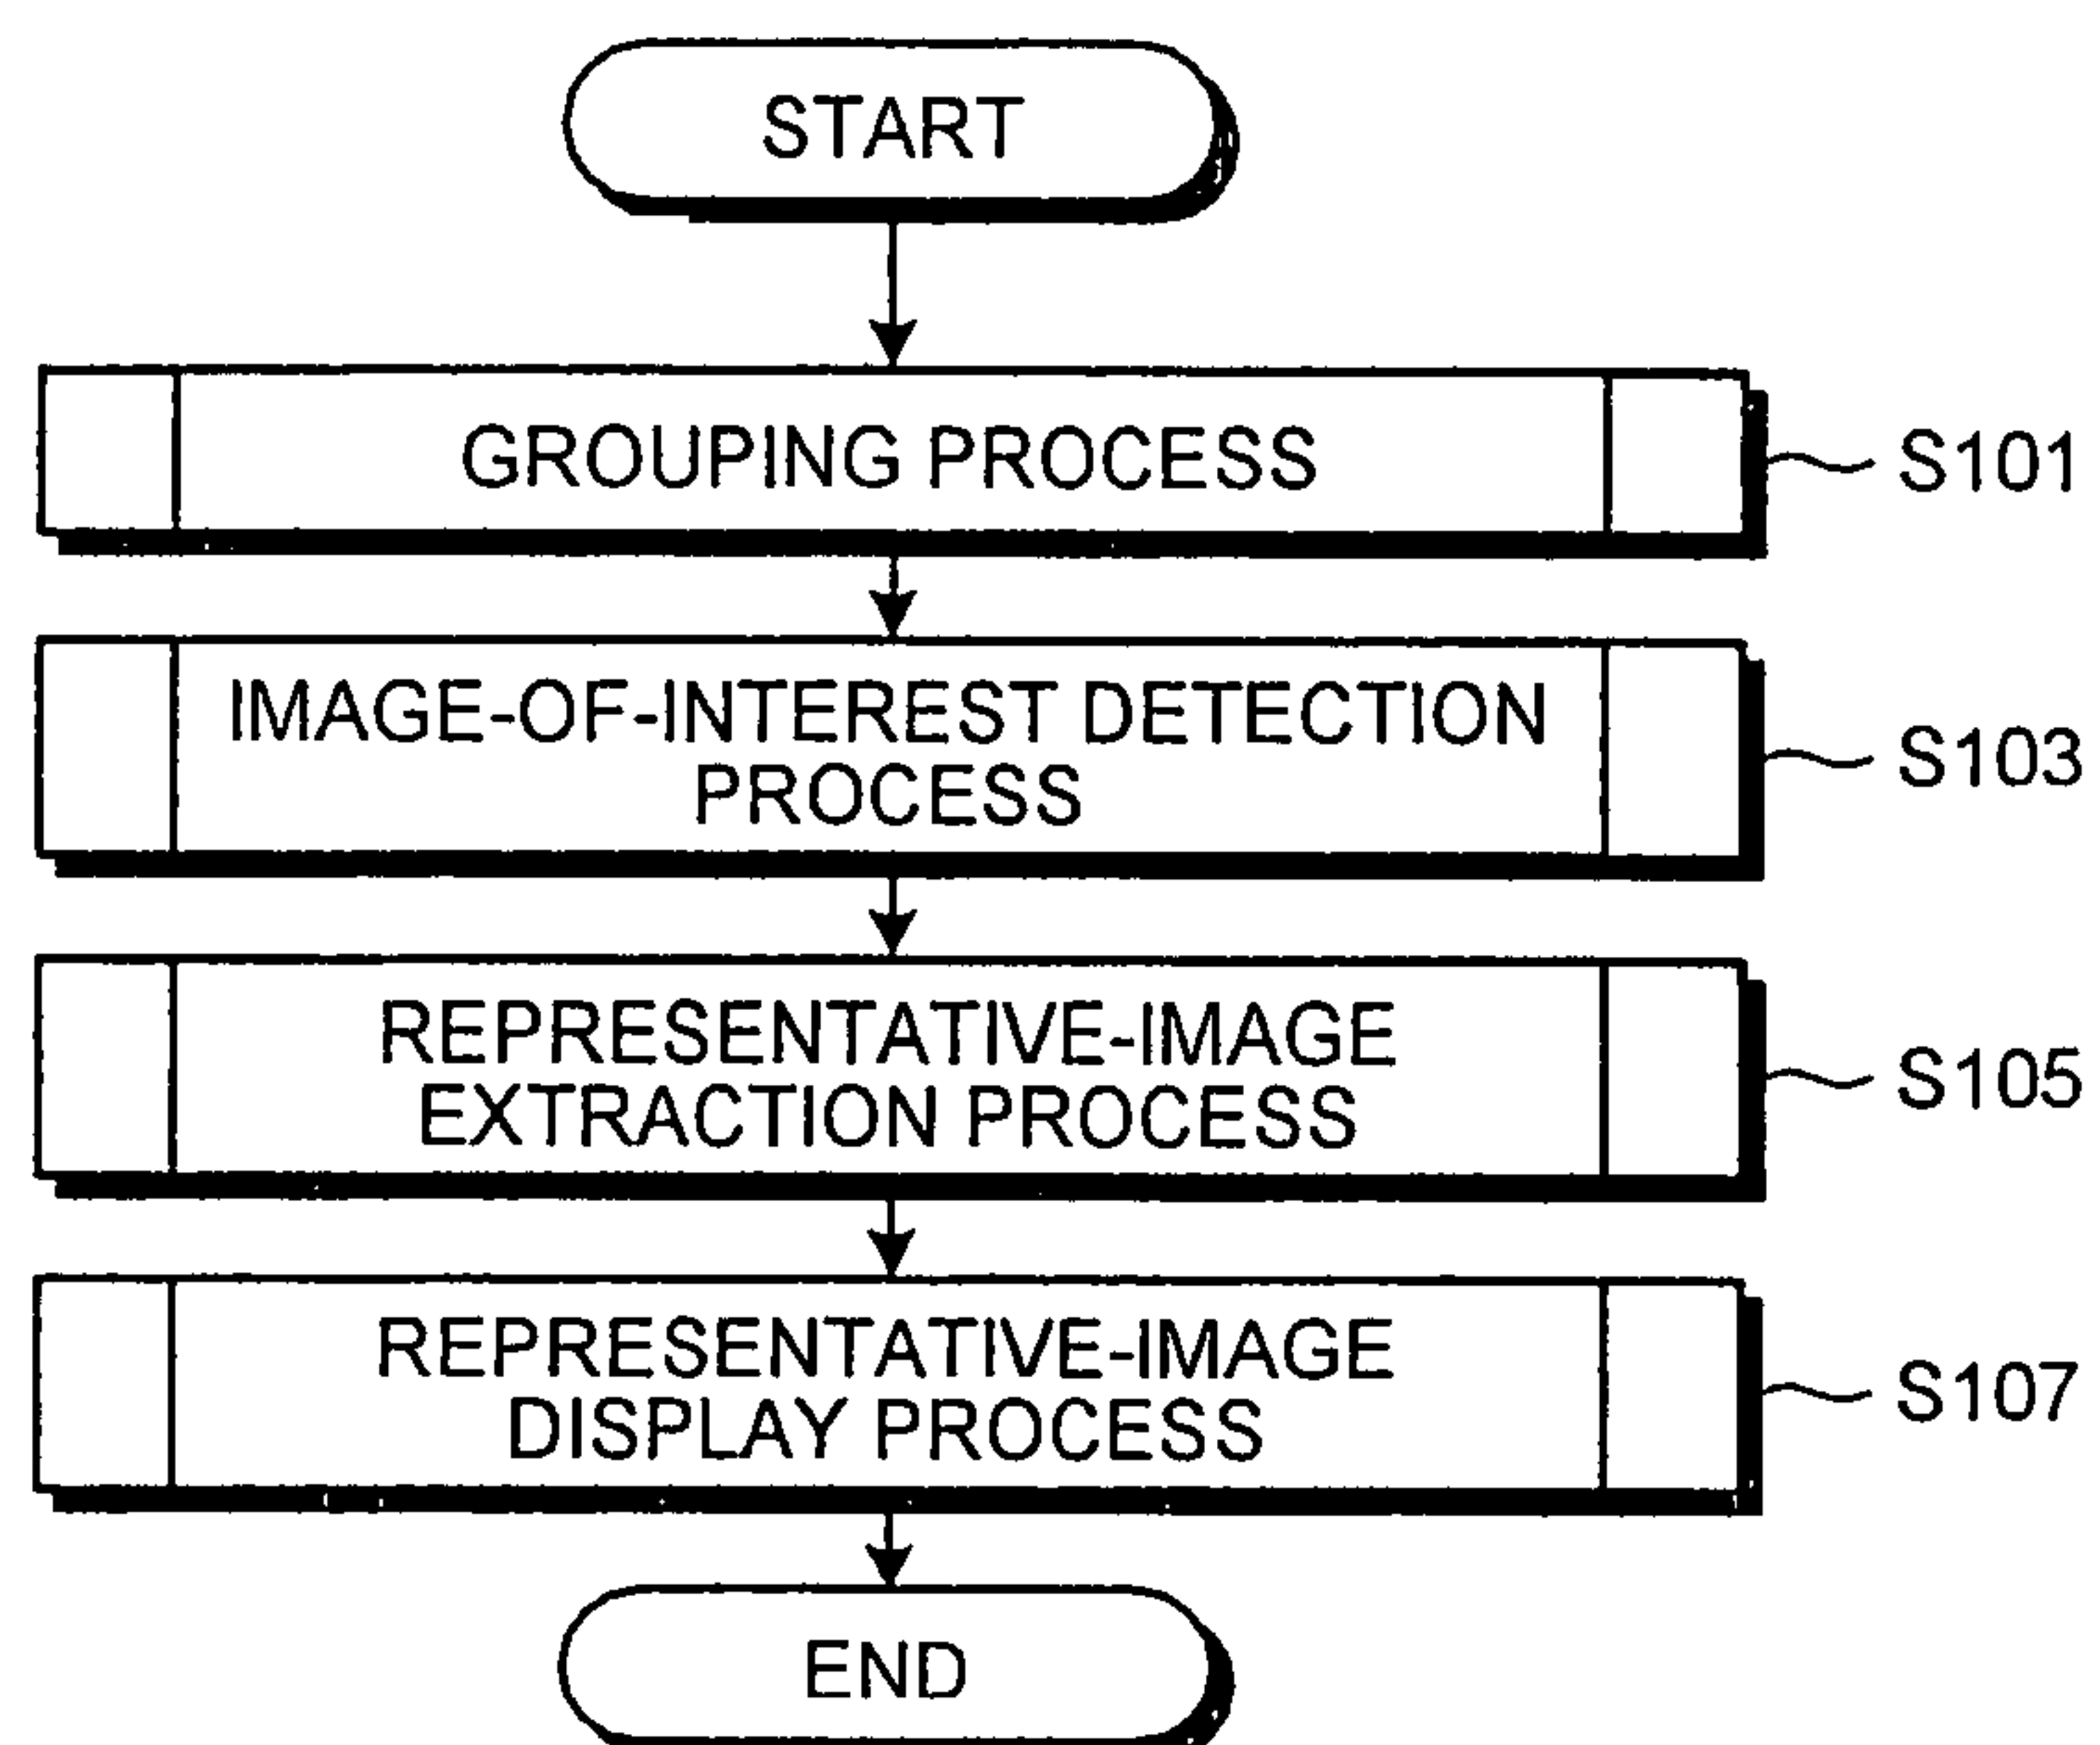 START
GROUPING PROCESS
S101
IMAGE-OF-INTEREST DETECTION
PROCESS
S103
REPRESENTATIVE-IMAGE
EXTRACTION PROCESS
S105
REPRESENTATIVE-IMAGE
DISPLAY PROCESS
S107
END